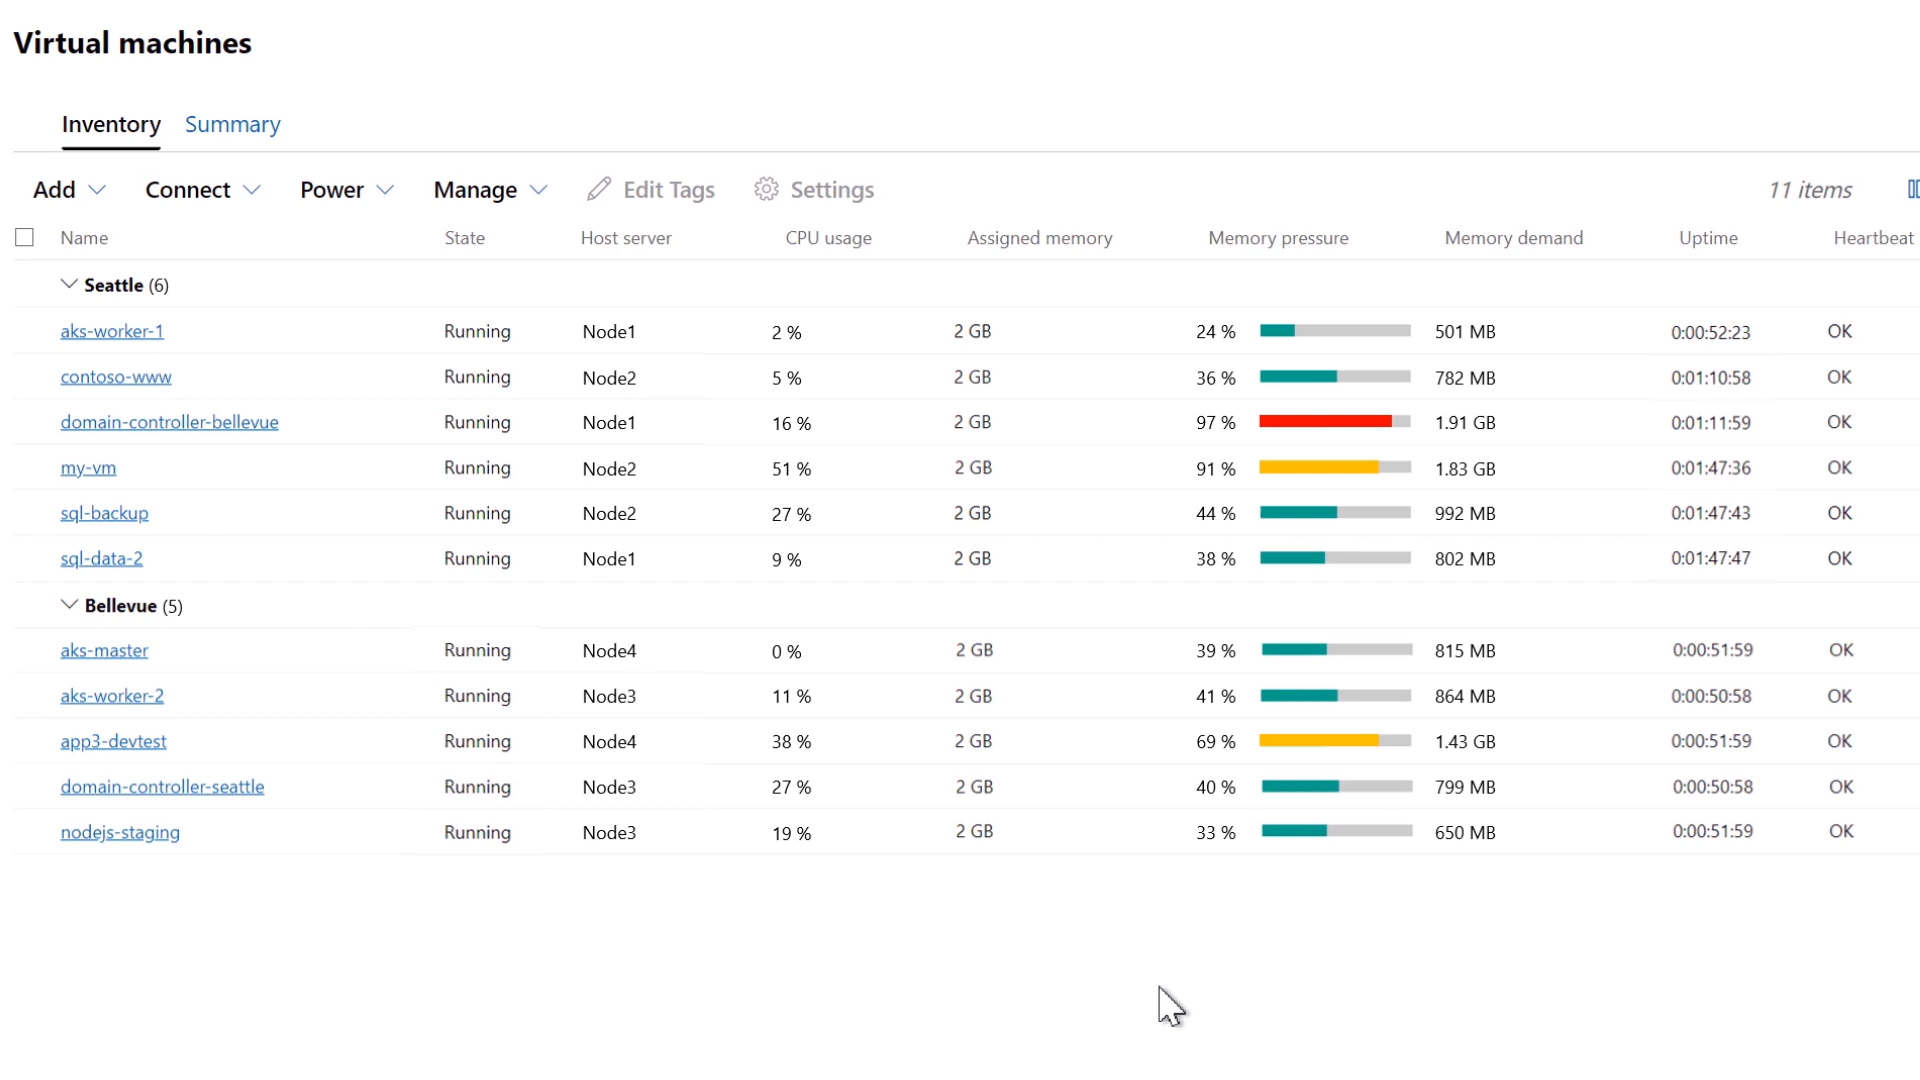 Virtual machines
Inventory Summary
Add Connect Power Manage Edit Tags Settings 11 items
Name State Host server CPU usage Assigned memory Memory pressure Memory demand Uptime Heartbeat
Seattle (6)
aks-worker-1 Running Node1 2 % 2 GB 24 % 501 MB 0:00:52:23 OK
contoso-www Running Node2 5 % 2 GB 36 % 782 MB 0:01:10:58 OK
domain-controller-bellevue Running Node1 16 % 2 GB 97 % 1.91 GB 0:01:11:59 OK
my-vm Running Node2 51 % 2 GB 91 % 1.83 GB 0:01:47:36 OK
sql-backup Running Node2 27 % 2 GB 44 % 992 MB 0:01:47:43 OK
sql-data-2 Running Node1 9 % 2 GB 38 % 802 MB 0:01:47:47 OK
Bellevue (5)
aks-master Running Node4 0 % 2 GB 39 % 815 MB 0:00:51:59 OK
aks-worker-2 Running Node3 11 % 2 GB 41 % 864 MB 0:00:50:58 OK
app3-devtest Running Node4 38 % 2 GB 69 % 1.43 GB 0:00:51:59 OK
domain-controller-seattle Running Node3 27 % 2 GB 40 % 799 MB 0:00:50:58 OK
nodejs-staging Running Node3 19 % 2 GB 33 % 650 MB 0:00:51:59 OK